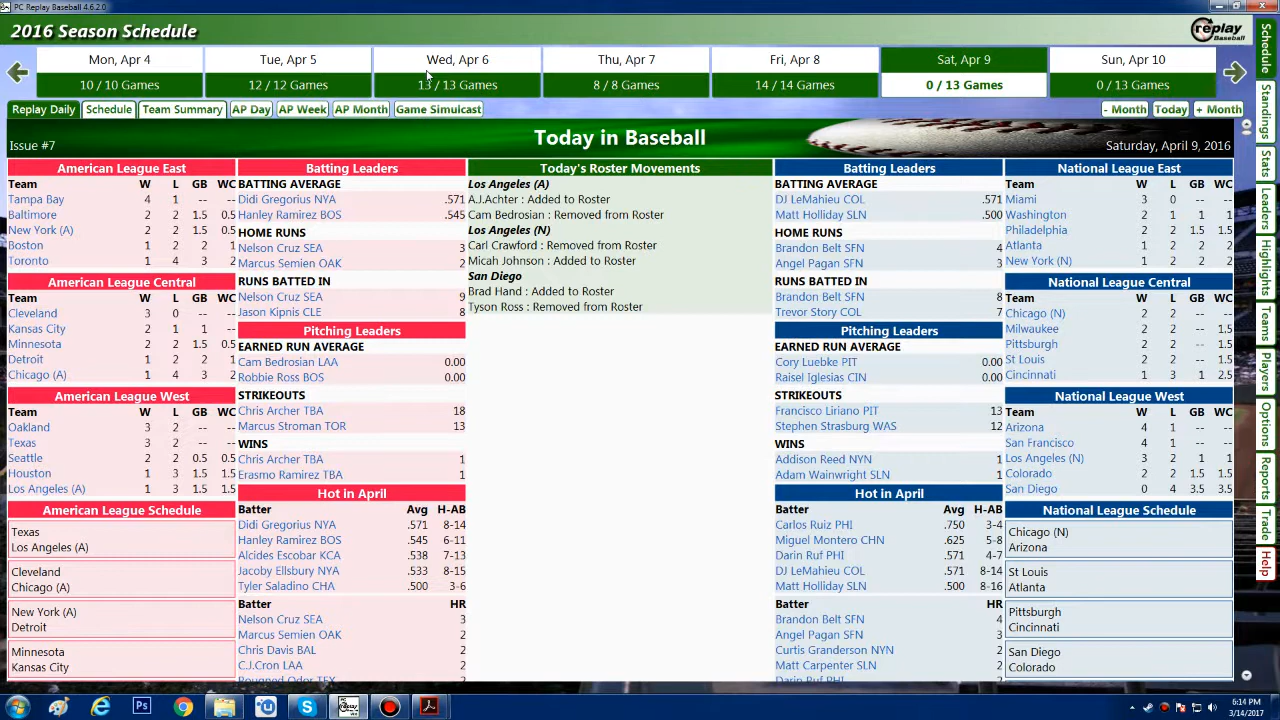 PC Replay Baseball 4.6.2.0
2016 Season Schedule
replay Baseball
Mon, Apr 4 Tue, Apr 5 Wed, Apr 6 Thu, Apr 7 Fri, Apr 8 Sat, Apr 9 Sun, Apr 10
10 / 10 Games 12 / 12 Games 13 / 13 Games 8 / 8 Games 14 / 14 Games 0 / 13 Games 0 / 13 Games
Replay Daily Schedule Team Summary AP Day AP Week AP Month Game Simulcast - Month Today + Month
Today in Baseball
Issue #7 Saturday, April 9, 2016
American League East
Team W L GB WC
Tampa Bay 4 1 -- --
Baltimore 2 2 1.5 0.5
New York (A) 2 2 1.5 0.5
Boston 1 2 2 1
Toronto 1 4 3 2
American League Central
Team W L GB WC
Cleveland 3 0 -- --
Kansas City 2 1 1 --
Minnesota 2 2 1.5 0.5
Detroit 1 2 2 1
Chicago (A) 1 4 3 2
American League West
Team W L GB WC
Oakland 3 2 -- --
Texas 3 2 -- --
Seattle 2 2 0.5 0.5
Houston 1 3 1.5 1.5
Los Angeles (A) 1 3 1.5 1.5
American League Schedule
Texas
Los Angeles (A)
Cleveland
Chicago (A)
New York (A)
Detroit
Minnesota
Kansas City
Batting Leaders
BATTING AVERAGE
Didi Gregorius NYA .571
Hanley Ramirez BOS .545
HOME RUNS
Nelson Cruz SEA 3
Marcus Semien OAK 2
RUNS BATTED IN
Nelson Cruz SEA 9
Jason Kipnis CLE 8
Pitching Leaders
EARNED RUN AVERAGE
Cam Bedrosian LAA 0.00
Robbie Ross BOS 0.00
STRIKEOUTS
Chris Archer TBA 18
Marcus Stroman TOR 13
WINS
Chris Archer TBA 1
Erasmo Ramirez TBA 1
Hot in April
Batter Avg H-AB
Didi Gregorius NYA .571 8-14
Hanley Ramirez BOS .545 6-11
Alcides Escobar KCA .538 7-13
Jacoby Ellsbury NYA .533 8-15
Tyler Saladino CHA .500 3-6
Batter HR
Nelson Cruz SEA 3
Marcus Semien OAK 2
Chris Davis BAL 2
C.J.Cron LAA 2
Rougned Odor TEX 2
Today's Roster Movements
Los Angeles (A)
A.J.Achter : Added to Roster
Cam Bedrosian : Removed from Roster
Los Angeles (N)
Carl Crawford : Removed from Roster
Micah Johnson : Added to Roster
San Diego
Brad Hand : Added to Roster
Tyson Ross : Removed from Roster
Batting Leaders
BATTING AVERAGE
DJ LeMahieu COL .571
Matt Holliday SLN .500
HOME RUNS
Brandon Belt SFN 4
Angel Pagan SFN 3
RUNS BATTED IN
Brandon Belt SFN 8
Trevor Story COL 7
Pitching Leaders
EARNED RUN AVERAGE
Cory Luebke PIT 0.00
Raisel Iglesias CIN 0.00
STRIKEOUTS
Francisco Liriano PIT 13
Stephen Strasburg WAS 12
WINS
Addison Reed NYN 1
Adam Wainwright SLN 1
Hot in April
Batter Avg H-AB
Carlos Ruiz PHI .750 3-4
Miguel Montero CHN .625 5-8
Darin Ruf PHI .571 4-7
DJ LeMahieu COL .571 8-14
Matt Holliday SLN .500 8-16
Batter HR
Brandon Belt SFN 4
Angel Pagan SFN 3
Curtis Granderson NYN 2
Matt Carpenter SLN 2
Darin Ruf PHI 2
National League East
Team W L GB WC
Miami 3 0 -- --
Washington 2 1 1 --
Philadelphia 2 2 1.5 1.5
Atlanta 1 2 2 2
New York (N) 1 2 2 2
National League Central
Team W L GB WC
Chicago (N) 2 2 -- 1.5
Milwaukee 2 2 -- 1.5
Pittsburgh 2 2 -- 1.5
St Louis 2 2 -- 1.5
Cincinnati 1 3 1 2.5
National League West
Team W L GB WC
Arizona 4 1 -- --
San Francisco 4 1 -- --
Los Angeles (N) 3 2 1 1
Colorado 2 2 1.5 1.5
San Diego 0 4 3.5 3.5
National League Schedule
Chicago (N)
Arizona
St Louis
Atlanta
Pittsburgh
Cincinnati
San Diego
Colorado
Schedule
Standings
Stats
Leaders
Highlights
Teams
Players
Options
Reports
Trade
Help
Ps
6:14 PM
3/14/2017